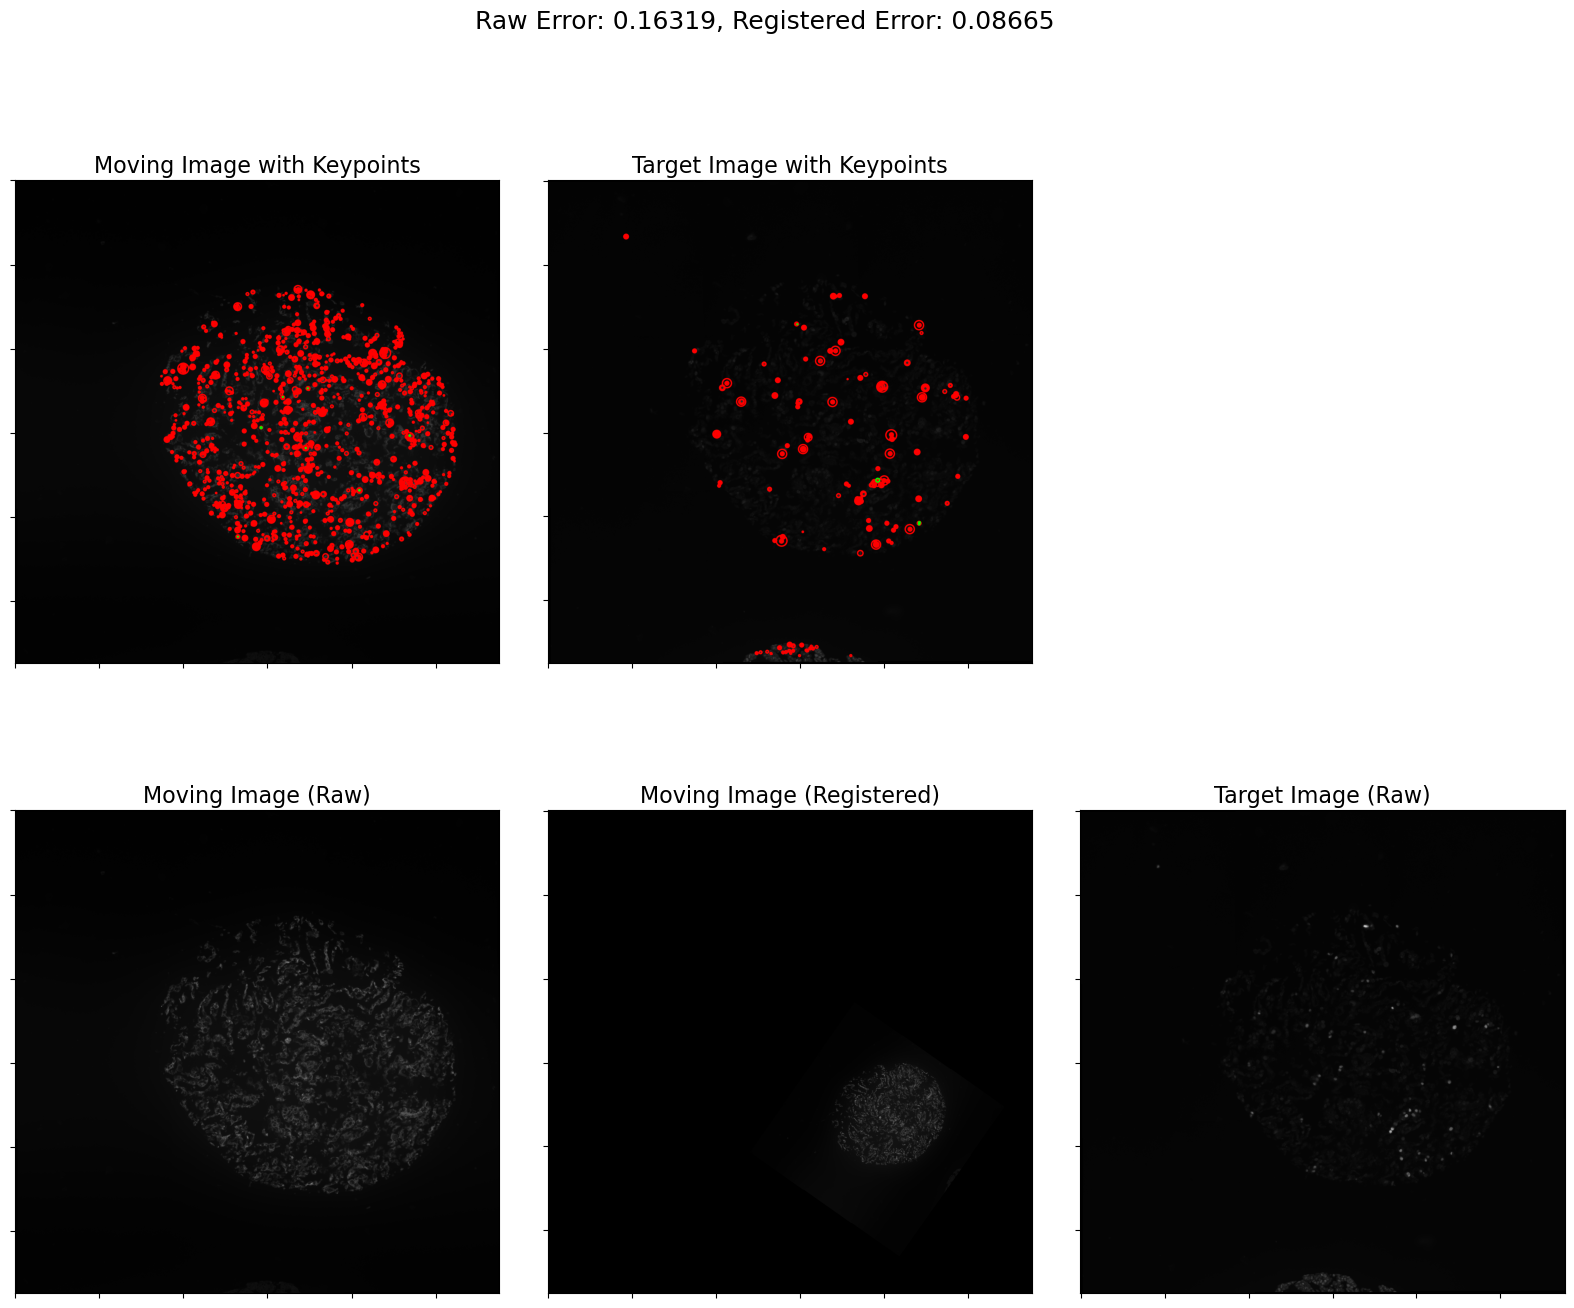 Raw Error: 0.16319, Registered Error: 0.08665
Moving Image with Keypoints
Target Image with Keypoints
Moving Image (Raw)
Moving Image (Registered)
Target Image (Raw)